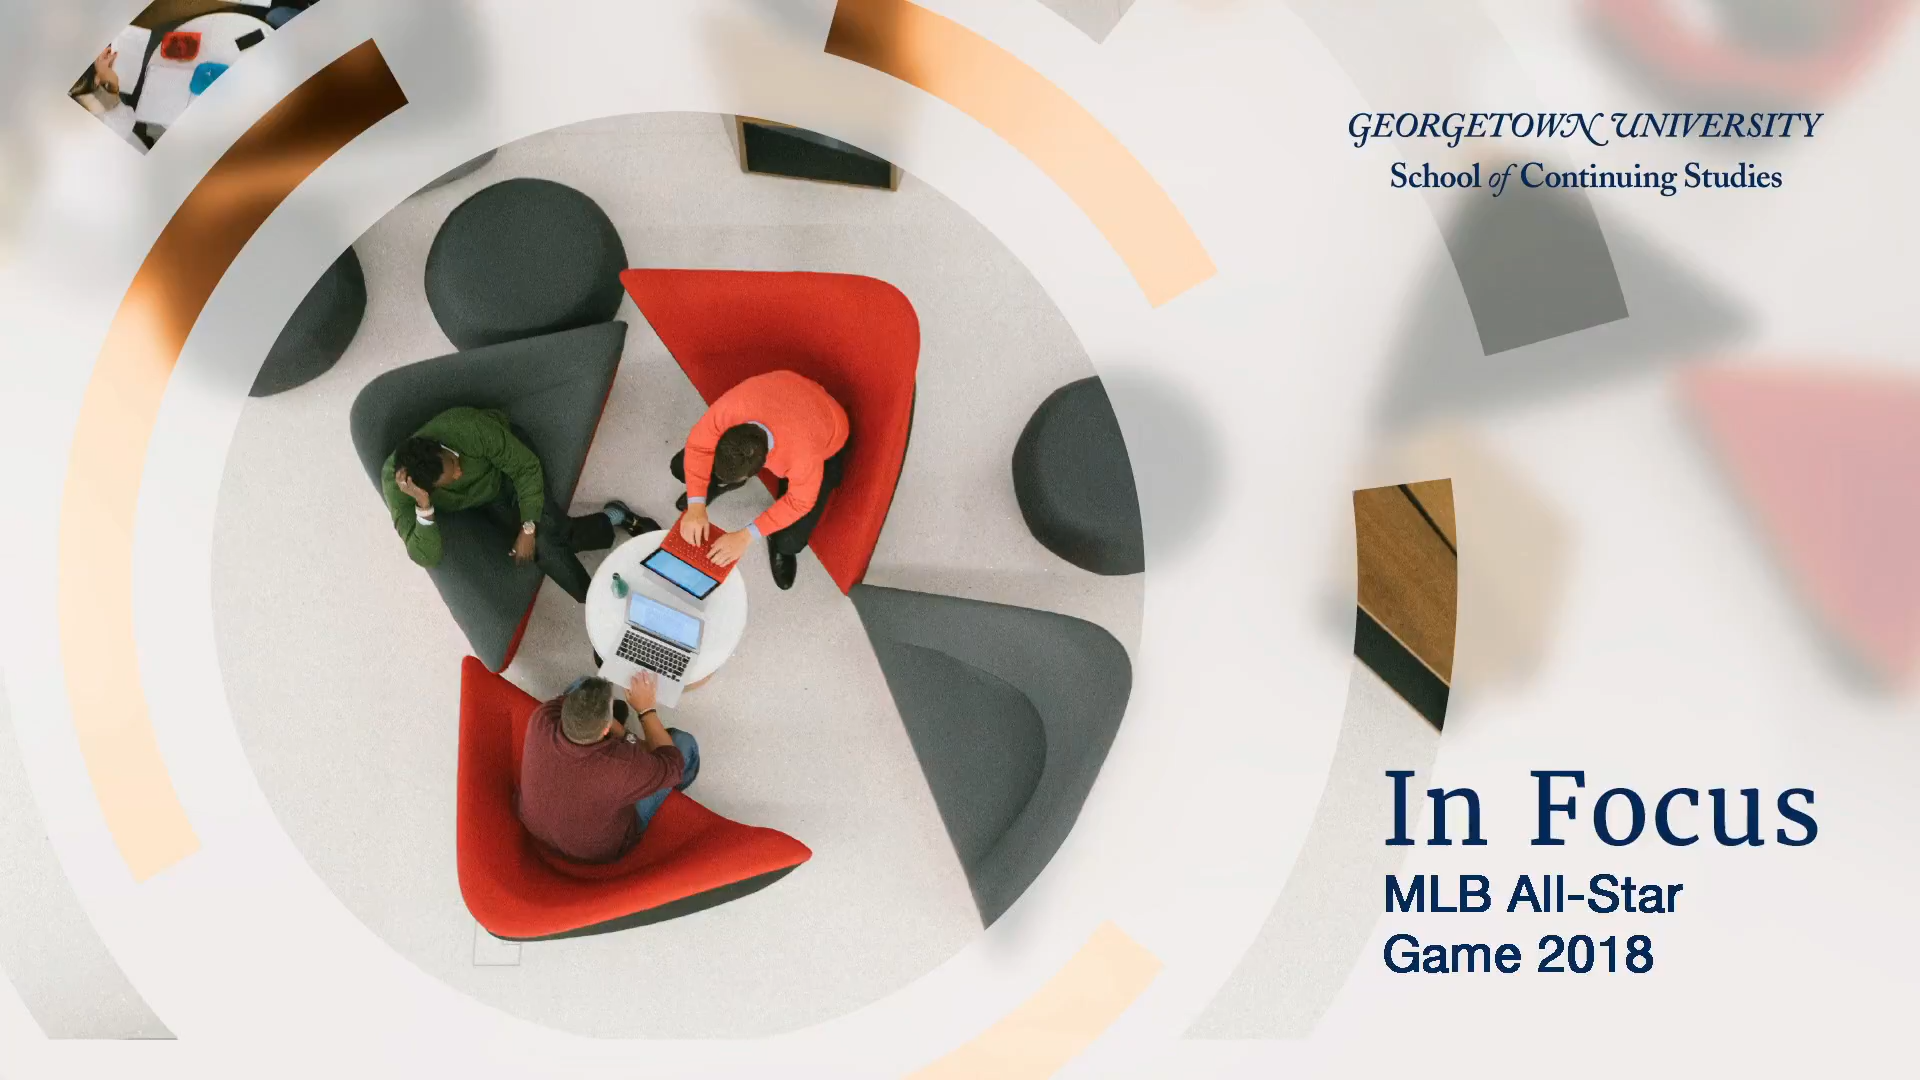 GEORGETOWN UNIVERSITY
School of Continuing Studies
In Focus
MLB All-Star
Game 2018